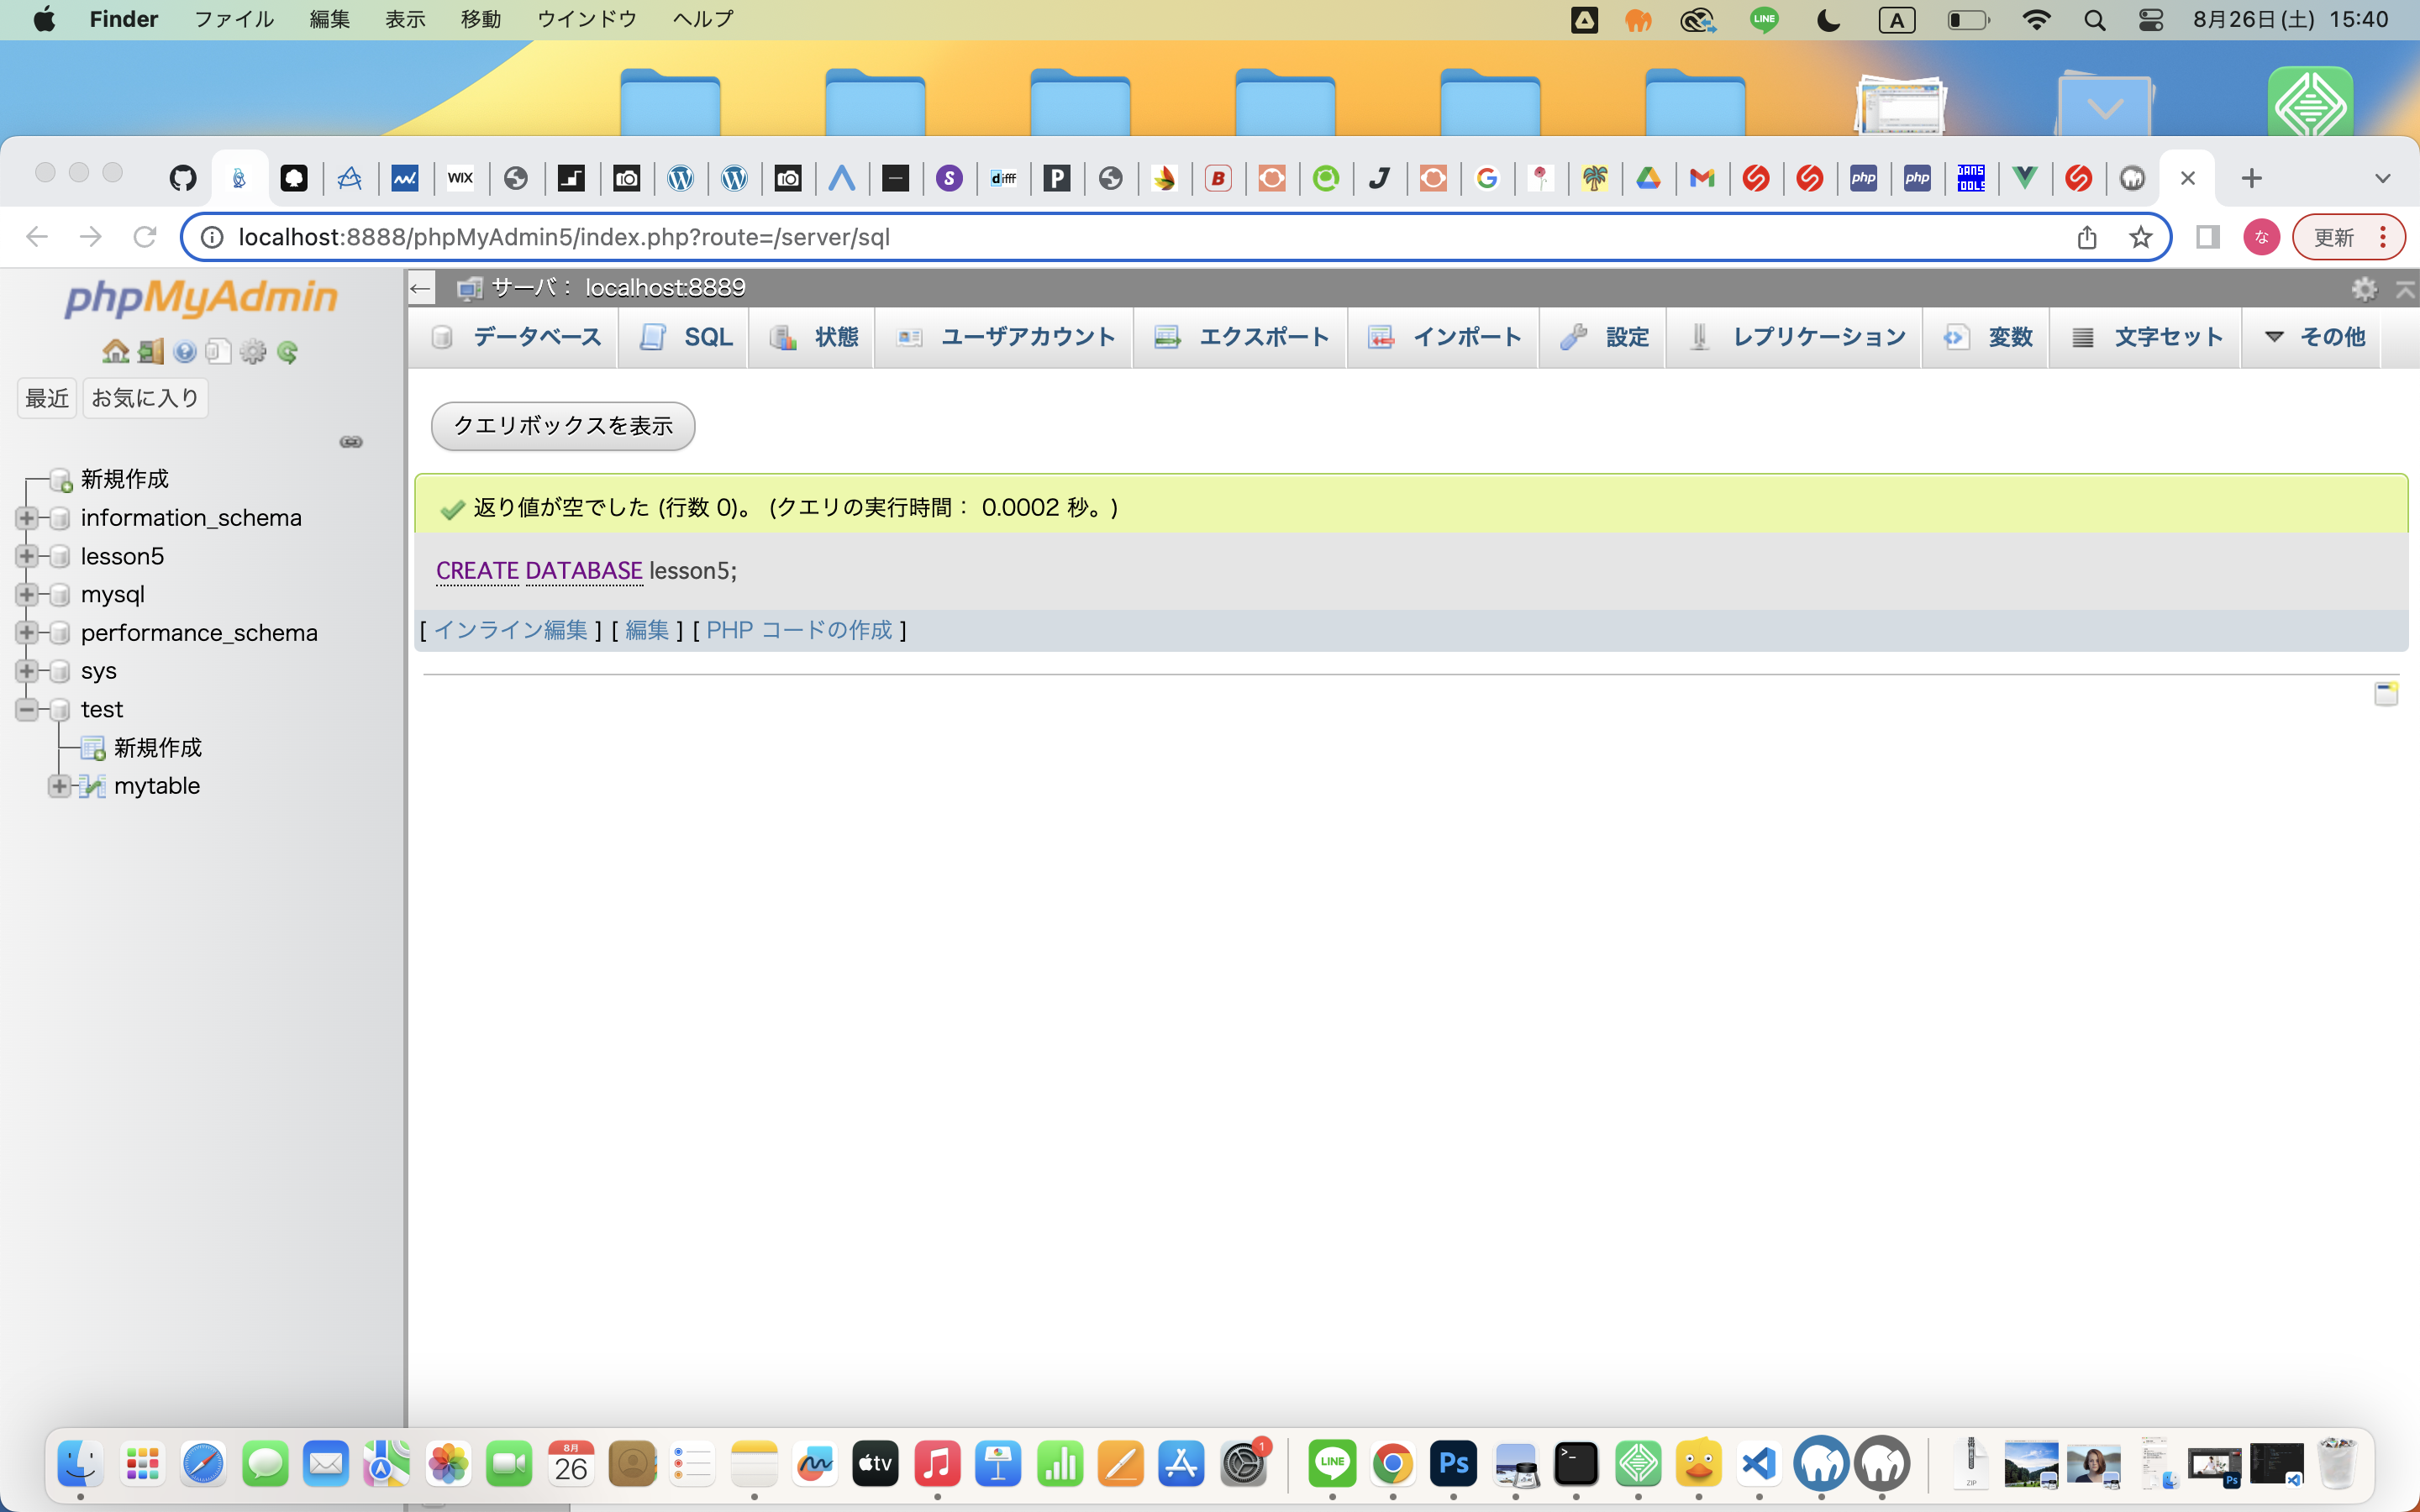 Finder ファイル 編集 表示 移動 ウインドウ ヘルプ LINE A 8月26日(土) 15:40
WIX S diff P B J G php php DANS TOOLS
localhost:8888/phpMyAdmin5/index.php?route=/server/sql な 更新
phpMyAdmin
サーバ： localhost:8889
データベース SQL 状態 ユーザアカウント エクスポート インポート 設定 レプリケーション 変数 文字セット その他
最近 お気に入り
クエリボックスを表示
新規作成
information_schema
lesson5
mysql
performance_schema
sys
test
新規作成
mytable
返り値が空でした (行数 0)。 (クエリの実行時間： 0.0002 秒。)
CREATE DATABASE lesson5;
[ インライン編集 ] [ 編集 ] [ PHP コードの作成 ]
8月
26
tv
1
LINE
Ps
ZIP
Ps